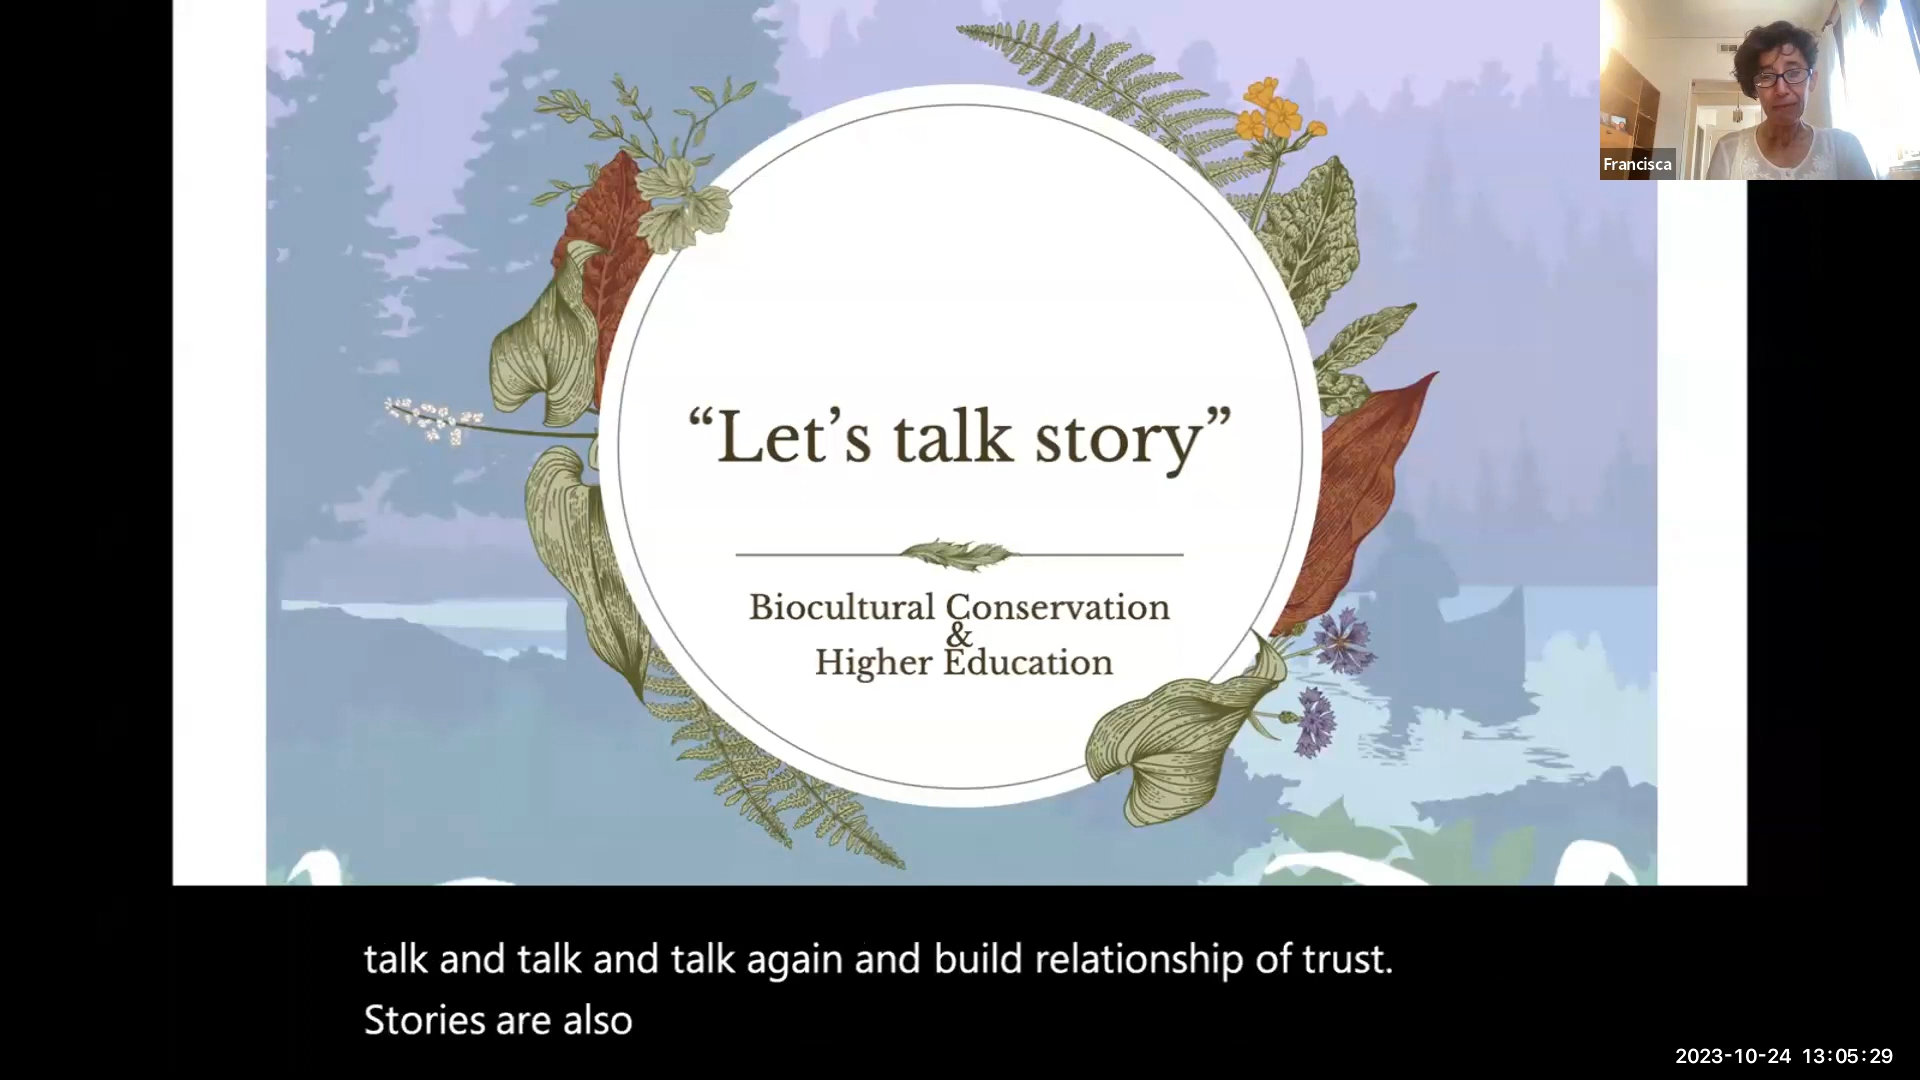 Francisca
“Let’s talk story”
Biocultural Conservation
&
Higher Education
talk and talk and talk again and build relationship of trust.
Stories are also
2023-10-24 13:05:29